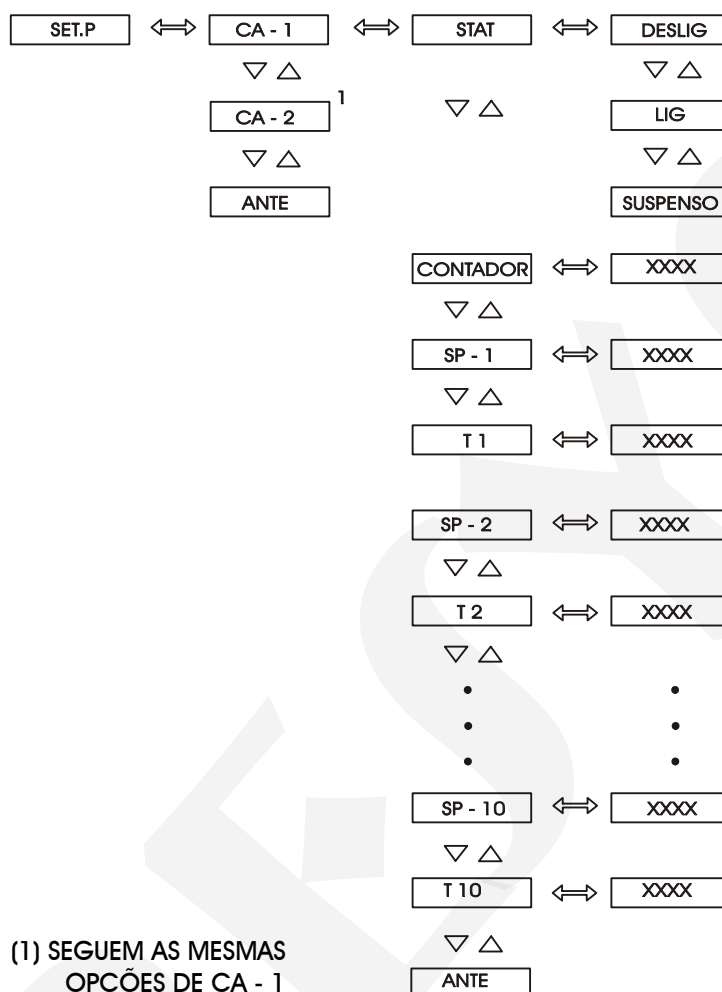 SET.P CA - 1 STAT DESLIG
CA - 2 1 LIG
ANTE SUSPENSO
CONTADOR XXXX
SP - 1 XXXX
T 1 XXXX
SP - 2 XXXX
T 2 XXXX
SP - 10 XXXX
T 10 XXXX
(1) SEGUEM AS MESMAS
OPCÕES DE CA - 1 ANTE